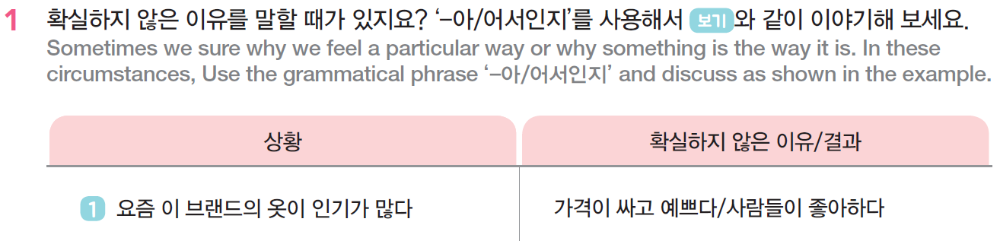 1 확실하지 않은 이유를 말할 때가 있지요? ‘–아/어서인지’를 사용해서 보기와 같이 이야기해 보세요.
Sometimes we sure why we feel a particular way or why something is the way it is. In these
circumstances, Use the grammatical phrase ‘–아/어서인지’ and discuss as shown in the example.
상황 확실하지 않은 이유/결과
1 요즘 이 브랜드의 옷이 인기가 많다 가격이 싸고 예쁘다/사람들이 좋아하다